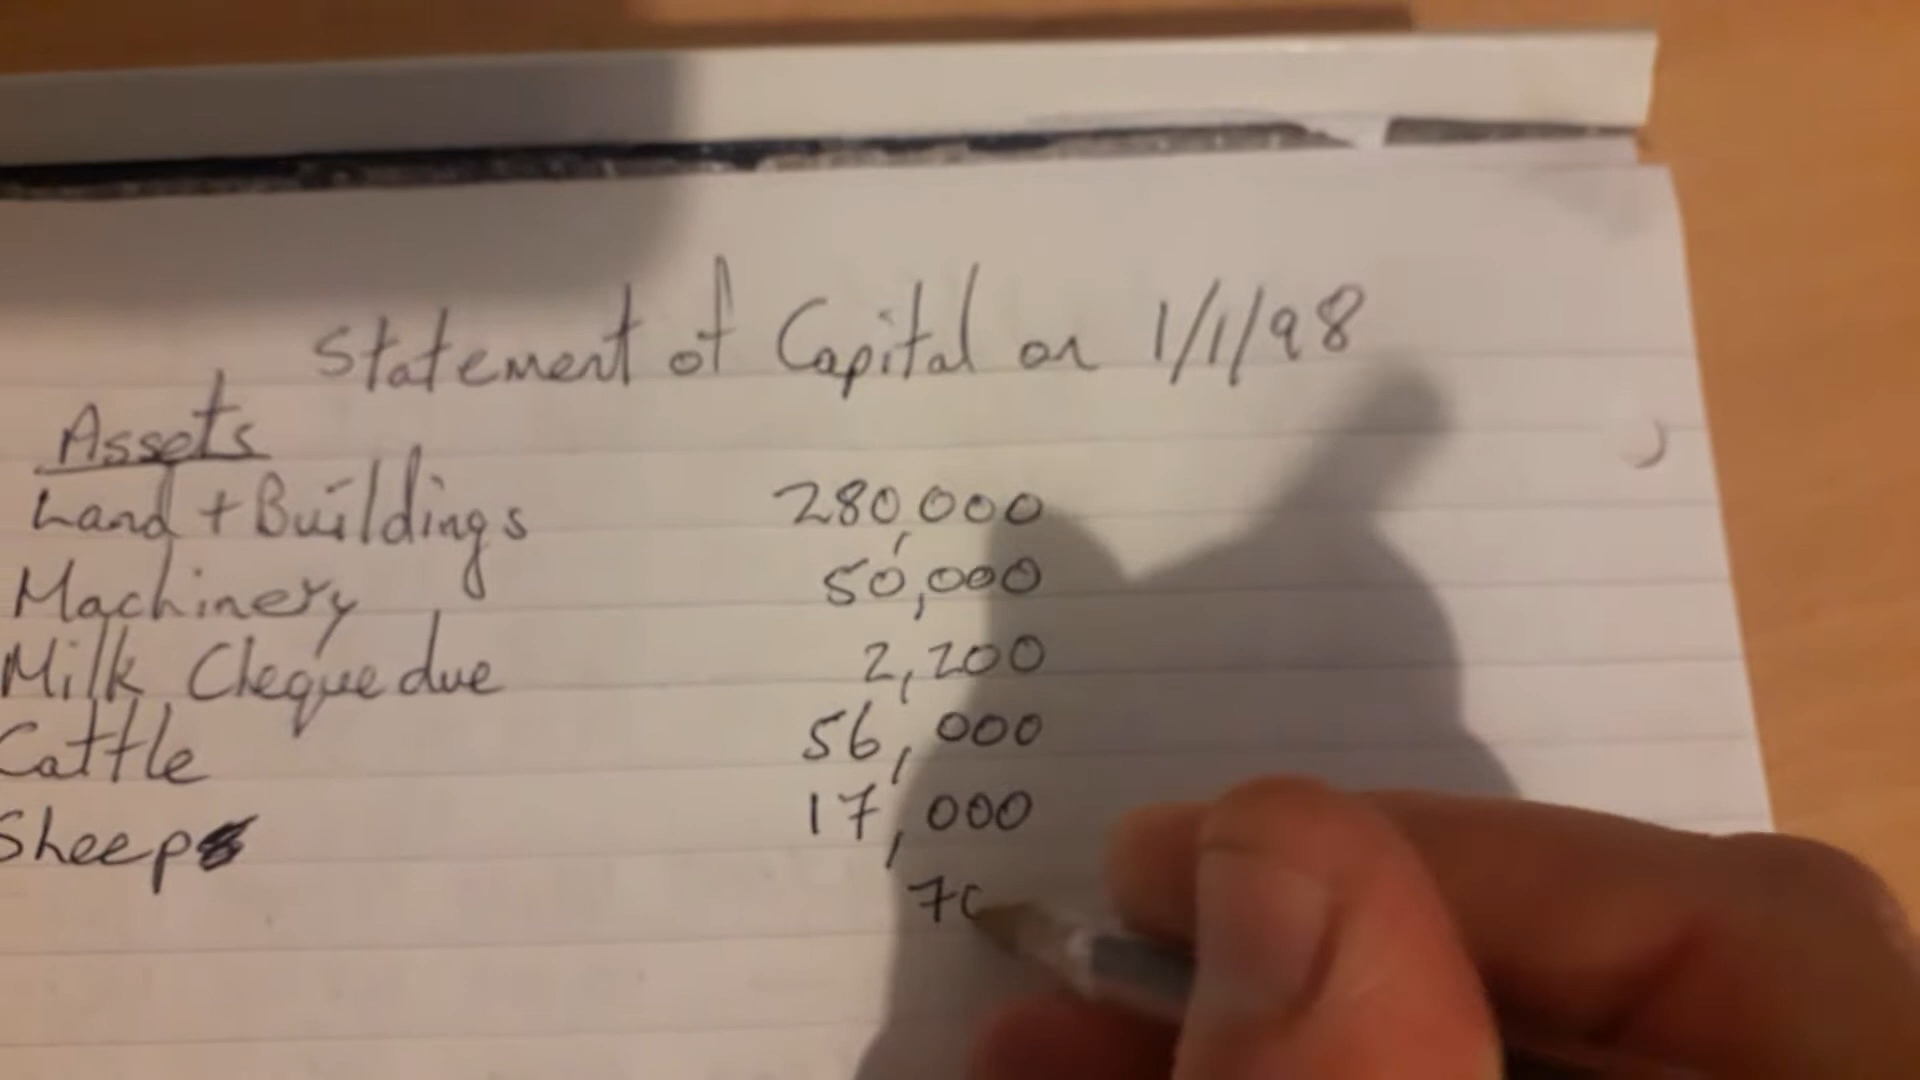 Statement of Capital on 1/1/98
Assets
Land + Buildings 280,000
Machinery 50,000
Milk Cheque due 2,200
Cattle 56,000
Sheep 17,000
70